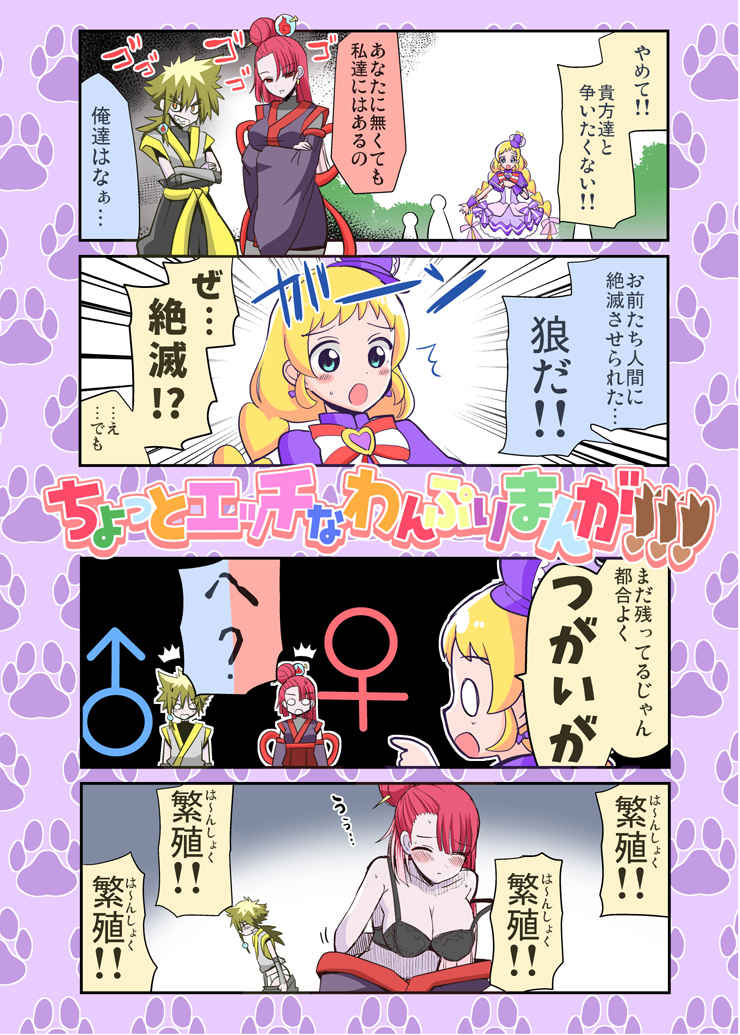 やめて!!
貴方達と
争いたくない!!
あなたに無くても
私達にはあるの
ゴゴゴゴゴ
俺達はなぁ…
お前たち人間に
絶滅させられた…
狼だ!!
ガーン
ぜ…
絶滅!?
…え
…でも
ちょっとエッチなわんぷりまんが!!!
まだ残ってるじゃん
都合よく
つがいが
へ?
は～んしょく
繁殖!!
は～んしょく
繁殖!!
うぅ…
は～んしょく
繁殖!!
は～んしょく
繁殖!!